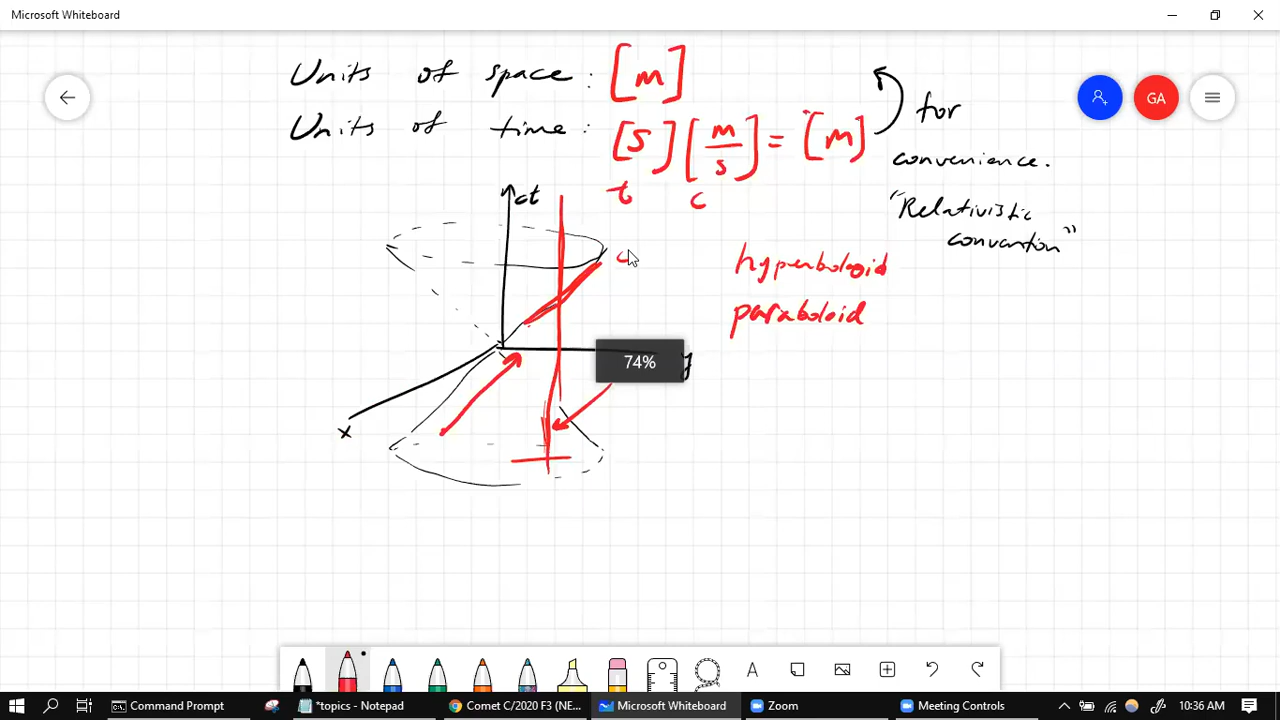 Microsoft Whiteboard
Units of space: [m]
Units of time: [s][m/s] = [m]
t c
for
convenience.
"Relativistic
convention"
GA
ct
c
hyperboloid
paraboloid
74%
y
x
A
Command Prompt
*topics - Notepad
Comet C/2020 F3 (NE...
Microsoft Whiteboard
Zoom
Meeting Controls
10:36 AM